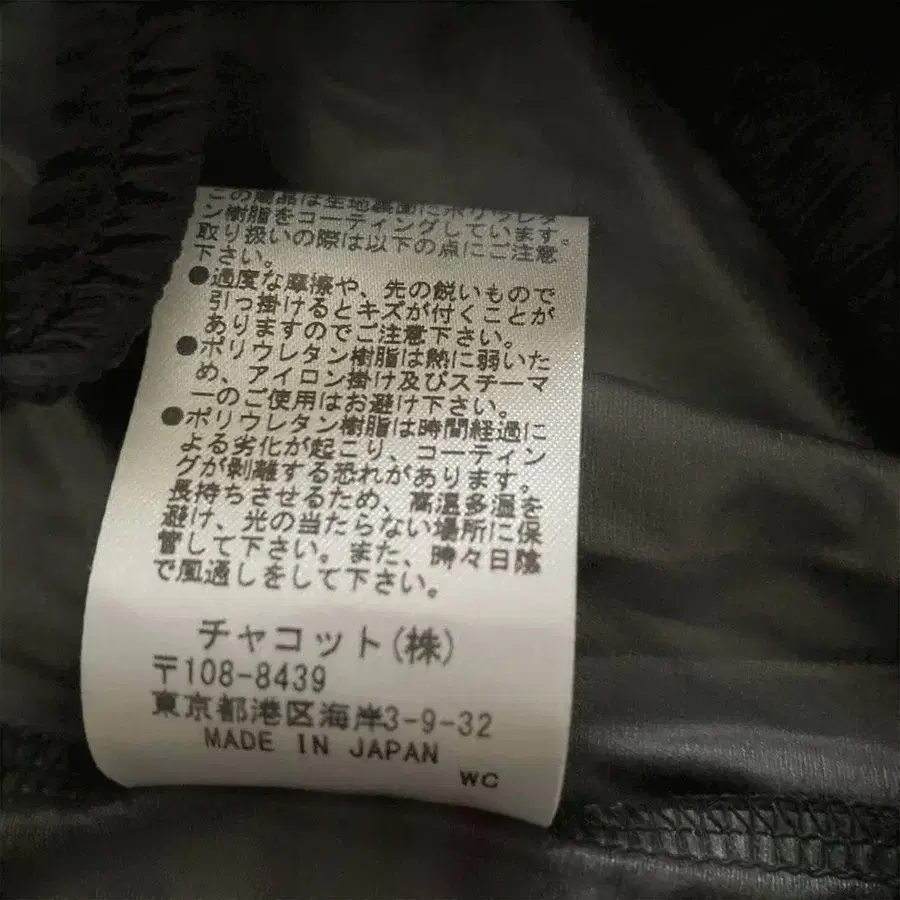 この商品は生地裏面にポリウレタ
ン樹脂をコーティングしています。
取り扱いの際は以下の点にご注意
下さい。
●過度な摩擦や、先の鋭いもので
引っ掛けるとキズが付くことが
ありますのでご注意下さい。
●ポリウレタン樹脂は熱に弱いた
め、アイロン掛け及びスチーマ
ーのご使用はお避け下さい。
●ポリウレタン樹脂は時間経過に
よる劣化が起こり、コーティン
グが剥離する恐れがあります。
長持ちさせるため、高温多湿を
避け、光の当たらない場所に保
管して下さい。また、時々日陰
で風通しをして下さい。
チャコット(株)
〒108-8439
東京都港区海岸3-9-32
MADE IN JAPAN
WC